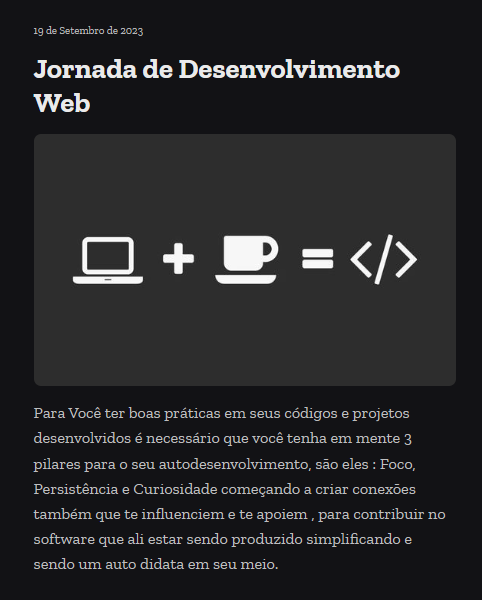 19 de Setembro de 2023
Jornada de Desenvolvimento
Web
Para Você ter boas práticas em seus códigos e projetos
desenvolvidos é necessário que você tenha em mente 3
pilares para o seu autodesenvolvimento, são eles : Foco,
Persistência e Curiosidade começando a criar conexões
também que te influenciem e te apoiem , para contribuir no
software que ali estar sendo produzido simplificando e
sendo um auto didata em seu meio.